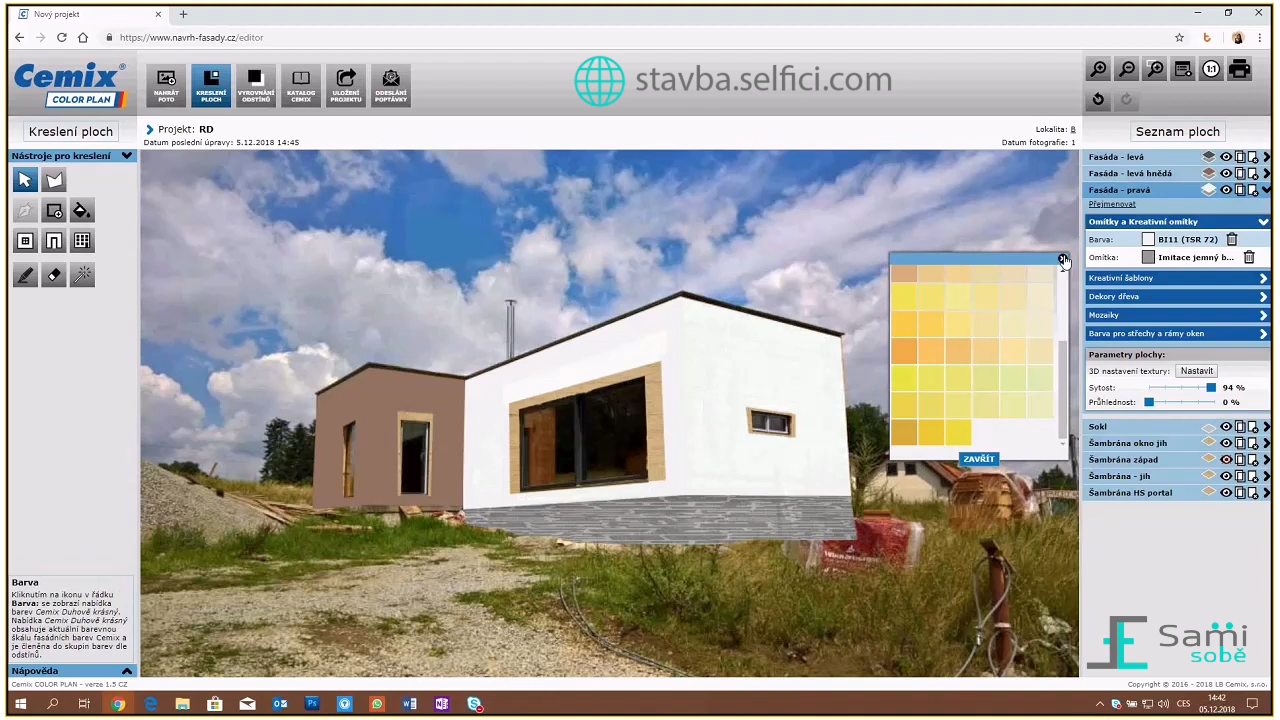 Nový projekt
https://www.navrh-fasady.cz/editor
Cemix
COLOR PLAN
NAHRÁT FOTO
KRESLENÍ PLOCH
VYROVNÁNÍ ODSTÍNŮ
KATALOG CEMIX
ULOŽENÍ PROJEKTU
ODESLÁNÍ POPTÁVKY
stavba.selfici.com
1:1
Kreslení ploch
Projekt: RD
Lokalita: B
Datum poslední úpravy: 5.12.2018 14:45
Datum fotografie: 1
Seznam ploch
Nástroje pro kreslení
Fasáda - levá
Fasáda - levá hnědá
Fasáda - pravá
Přejmenovat
Omítky a Kreativní omítky
Barva: BI11 (TSR 72)
Omítka: Imitace jemný b...
Kreativní šablony
Dekory dřeva
Mozaiky
Barva pro střechy a rámy oken
Parametry plochy:
3D nastavení textury: Nastavit
Sytost: 94 %
Průhlednost: 0 %
Sokl
Šambrána okno jih
Šambrána západ
Šambrána - jih
Šambrána HS portal
ZAVŘÍT
Barva
Kliknutím na ikonu v řádku
Barva: se zobrazí nabídka
barev Cemix Duhově krásný.
Nabídka Cemix Duhově krásný
obsahuje aktuální barevnou
škálu fasádních barev Cemix a
je členěna do skupin barev dle
odstínů.
Nápověda
Sami
sobě
Cemix COLOR PLAN - verze 1.5 CZ
Copyright © 2016 - 2018 LB Cemix, s.r.o.
CES
14:42
05.12.2018